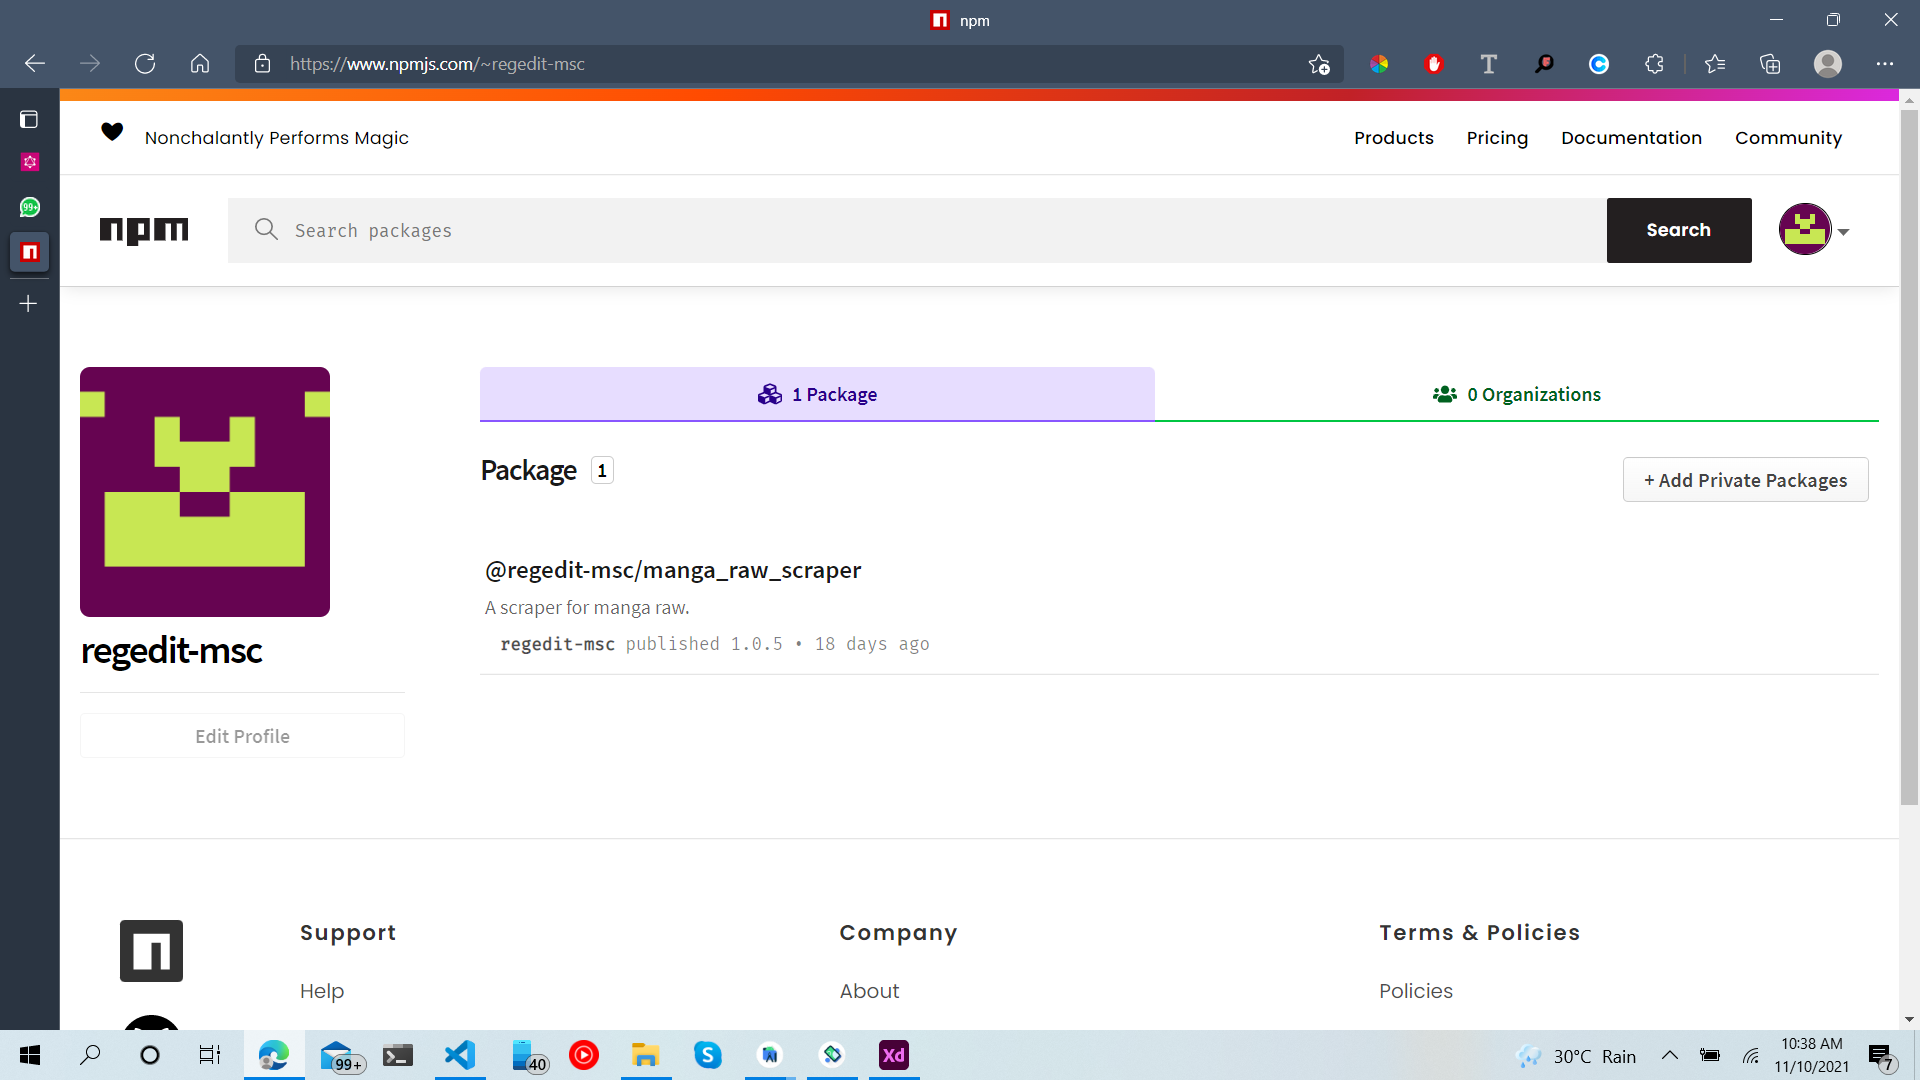 npm
https://www.npmjs.com/~regedit-msc
Nonchalantly Performs Magic
Products Pricing Documentation Community
99+
npm
Search packages
Search
1 Package
0 Organizations
Package 1
+ Add Private Packages
@regedit-msc/manga_raw_scraper
A scraper for manga raw.
regedit-msc published 1.0.5 • 18 days ago
regedit-msc
Edit Profile
Support Company Terms & Policies
Help About Policies
99+ 40 Xd 30°C Rain 10:38 AM
11/10/2021 7